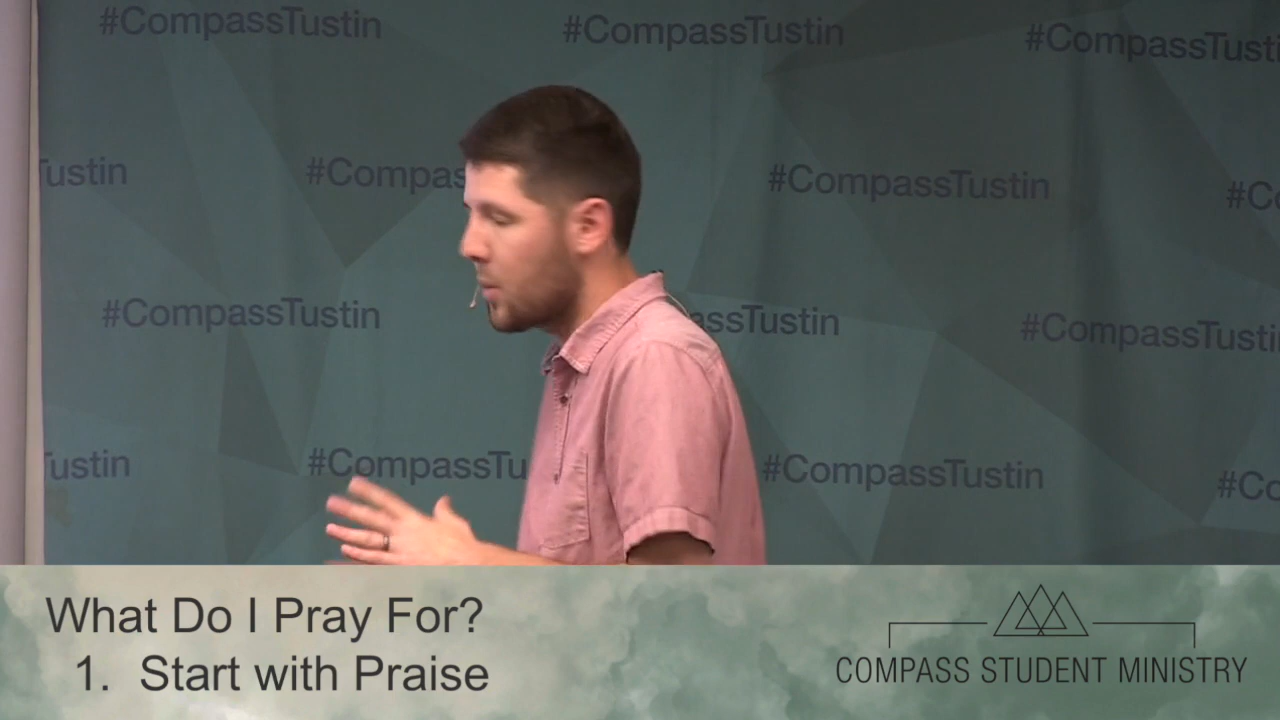 #CompassTustin #CompassTustin #CompassTusti
Tustin #Compas #CompassTustin #Co
#CompassTustin assTustin #CompassTusti
Tustin #CompassTu #CompassTustin #Co
What Do I Pray For?
1. Start with Praise
COMPASS STUDENT MINISTRY